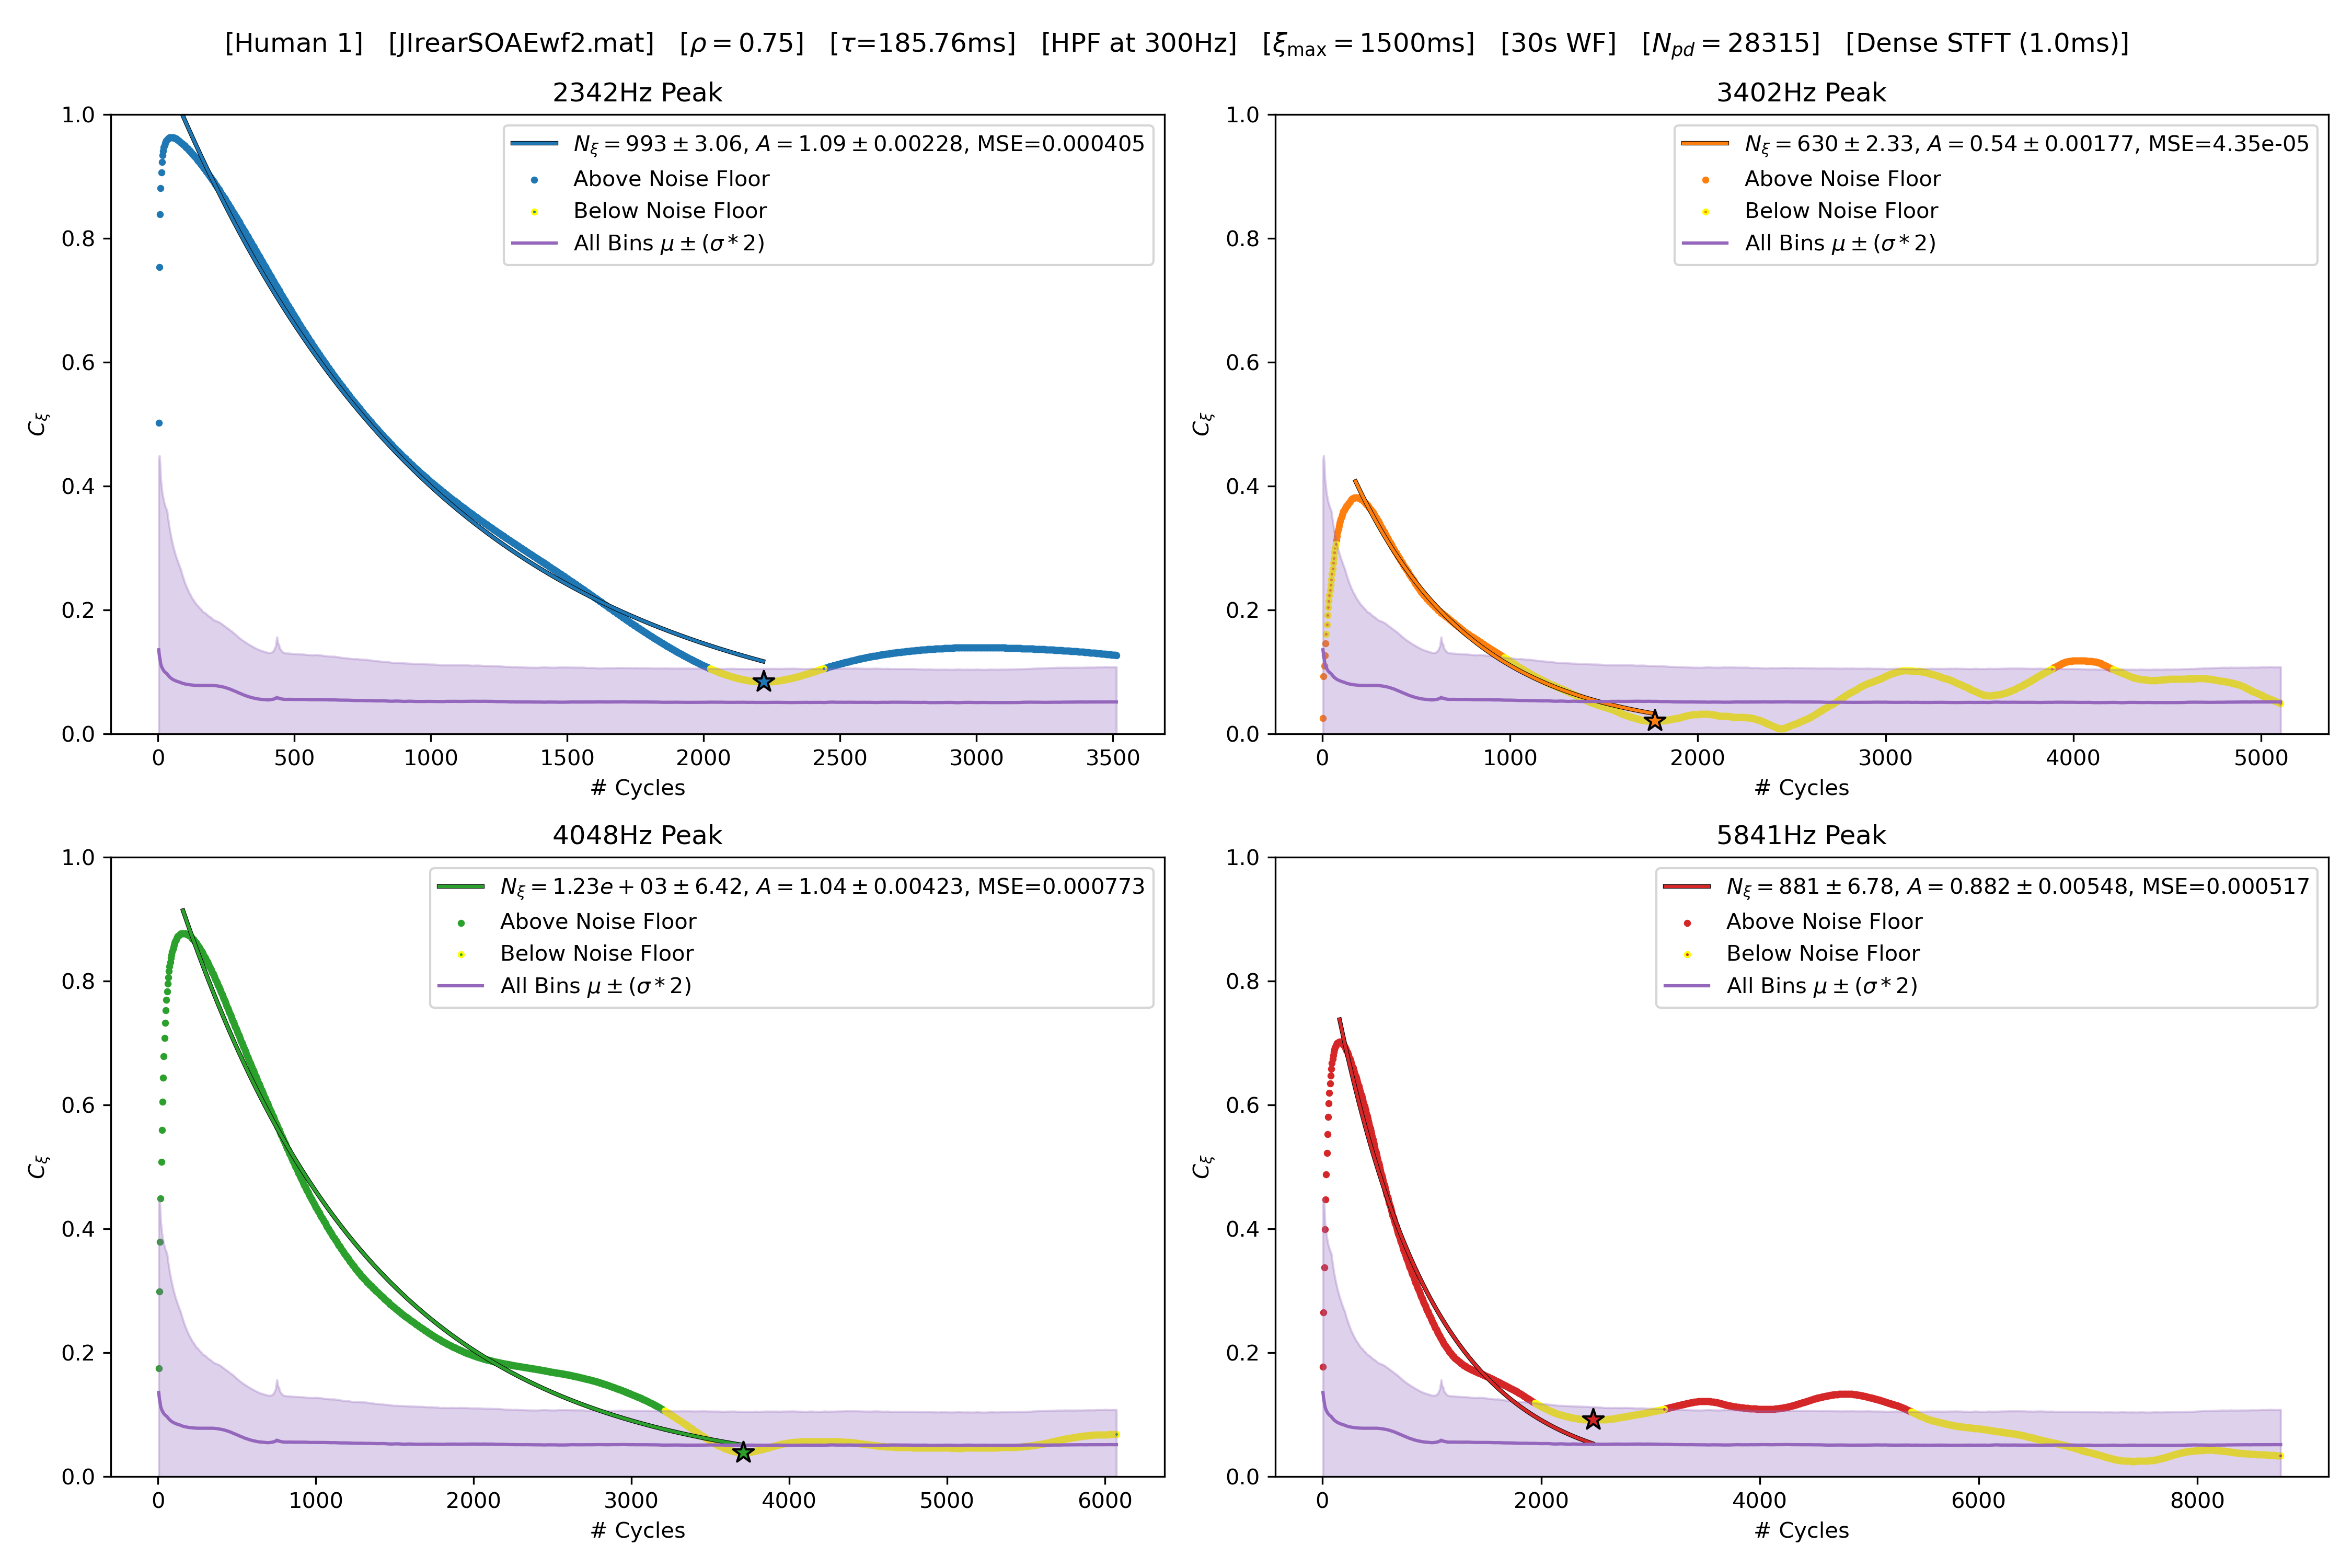 [Human 1] [JIrearSOAEwf2.mat] [ρ = 0.75] [τ=185.76ms] [HPF at 300Hz] [ξmax = 1500ms] [30s WF] [Npd = 28315] [Dense STFT (1.0ms)]
2342Hz Peak
Nξ = 993 ± 3.06, A = 1.09 ± 0.00228, MSE=0.000405
Above Noise Floor
Below Noise Floor
All Bins μ ± (σ * 2)
1.0
0.8
0.6
0.4
0.2
0.0
Cξ
0 500 1000 1500 2000 2500 3000 3500
# Cycles
3402Hz Peak
Nξ = 630 ± 2.33, A = 0.54 ± 0.00177, MSE=4.35e-05
Above Noise Floor
Below Noise Floor
All Bins μ ± (σ * 2)
1.0
0.8
0.6
0.4
0.2
0.0
Cξ
0 1000 2000 3000 4000 5000
# Cycles
4048Hz Peak
Nξ = 1.23e + 03 ± 6.42, A = 1.04 ± 0.00423, MSE=0.000773
Above Noise Floor
Below Noise Floor
All Bins μ ± (σ * 2)
1.0
0.8
0.6
0.4
0.2
0.0
Cξ
0 1000 2000 3000 4000 5000 6000
# Cycles
5841Hz Peak
Nξ = 881 ± 6.78, A = 0.882 ± 0.00548, MSE=0.000517
Above Noise Floor
Below Noise Floor
All Bins μ ± (σ * 2)
1.0
0.8
0.6
0.4
0.2
0.0
Cξ
0 2000 4000 6000 8000
# Cycles